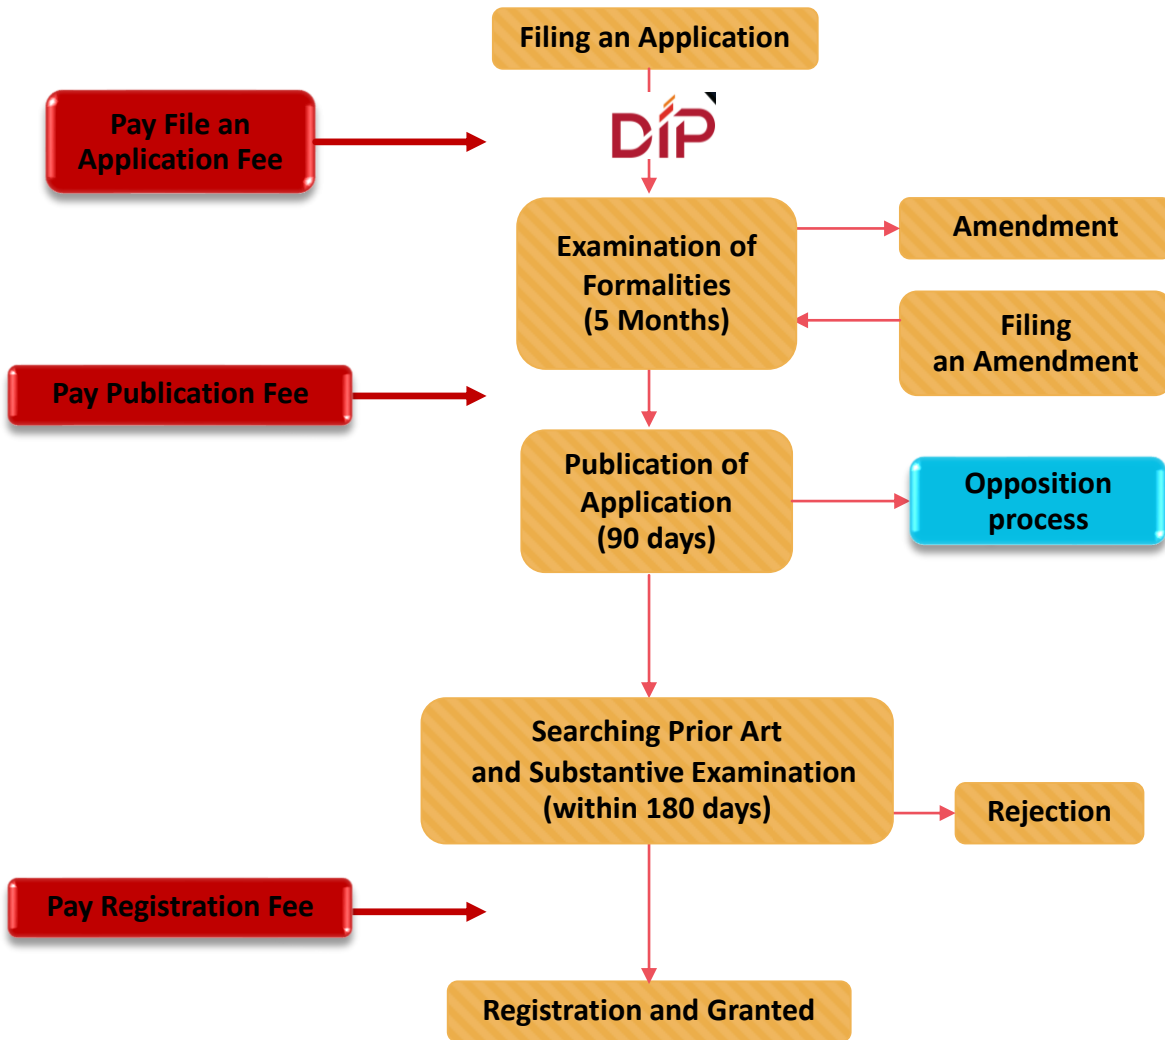 Filing an Application
DIP
Pay File an
Application Fee
Examination of
Formalities
(5 Months)
Amendment
Filing
an Amendment
Pay Publication Fee
Publication of
Application
(90 days)
Opposition
process
Searching Prior Art
and Substantive Examination
(within 180 days)
Rejection
Pay Registration Fee
Registration and Granted